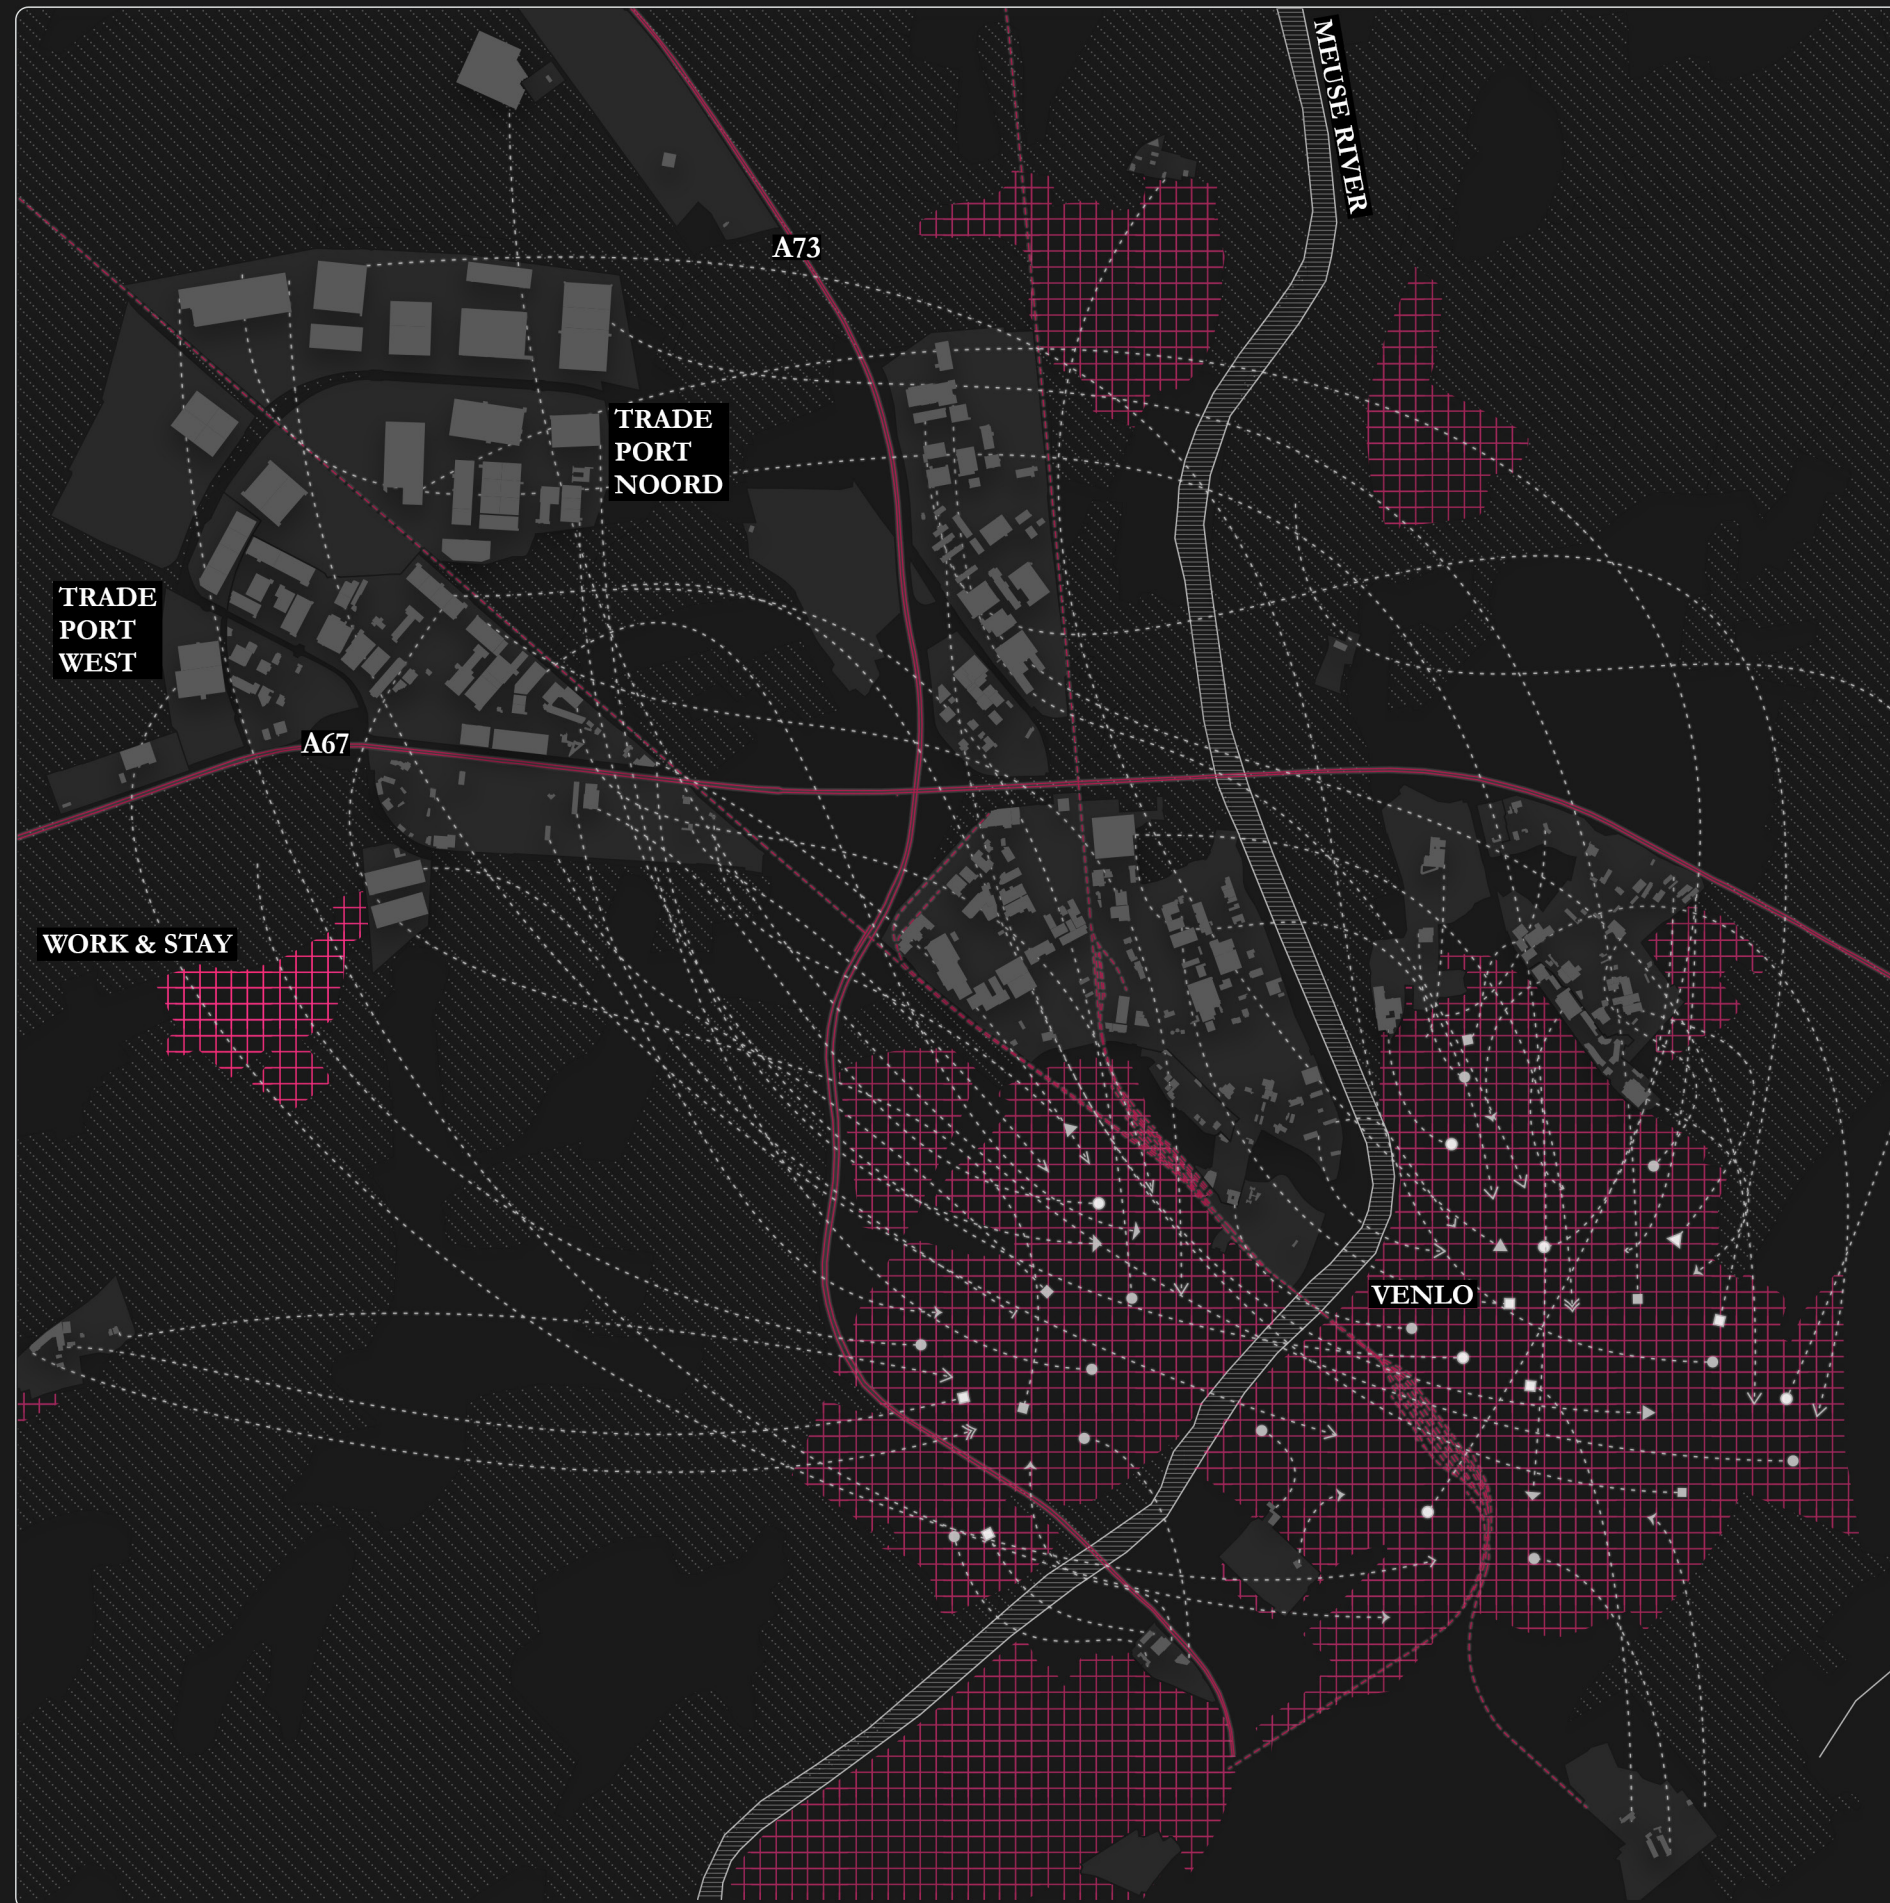 MEUSE RIVER
A73
TRADE
PORT
NOORD
TRADE
PORT
WEST
A67
WORK & STAY
VENLO